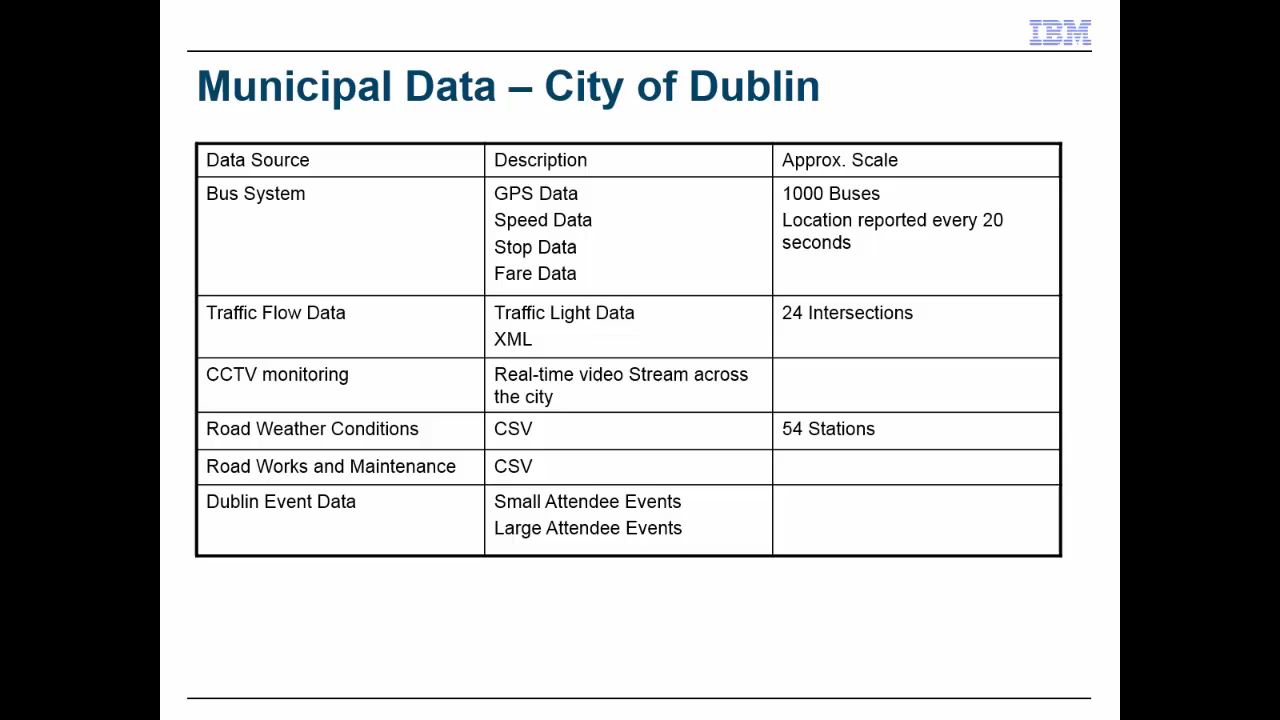 IBM
Municipal Data – City of Dublin
Data Source Description Approx. Scale
Bus System GPS Data 1000 Buses
Speed Data Location reported every 20
seconds
Stop Data
Fare Data
Traffic Flow Data Traffic Light Data 24 Intersections
XML
CCTV monitoring Real-time video Stream across
the city
Road Weather Conditions CSV 54 Stations
Road Works and Maintenance CSV
Dublin Event Data Small Attendee Events
Large Attendee Events